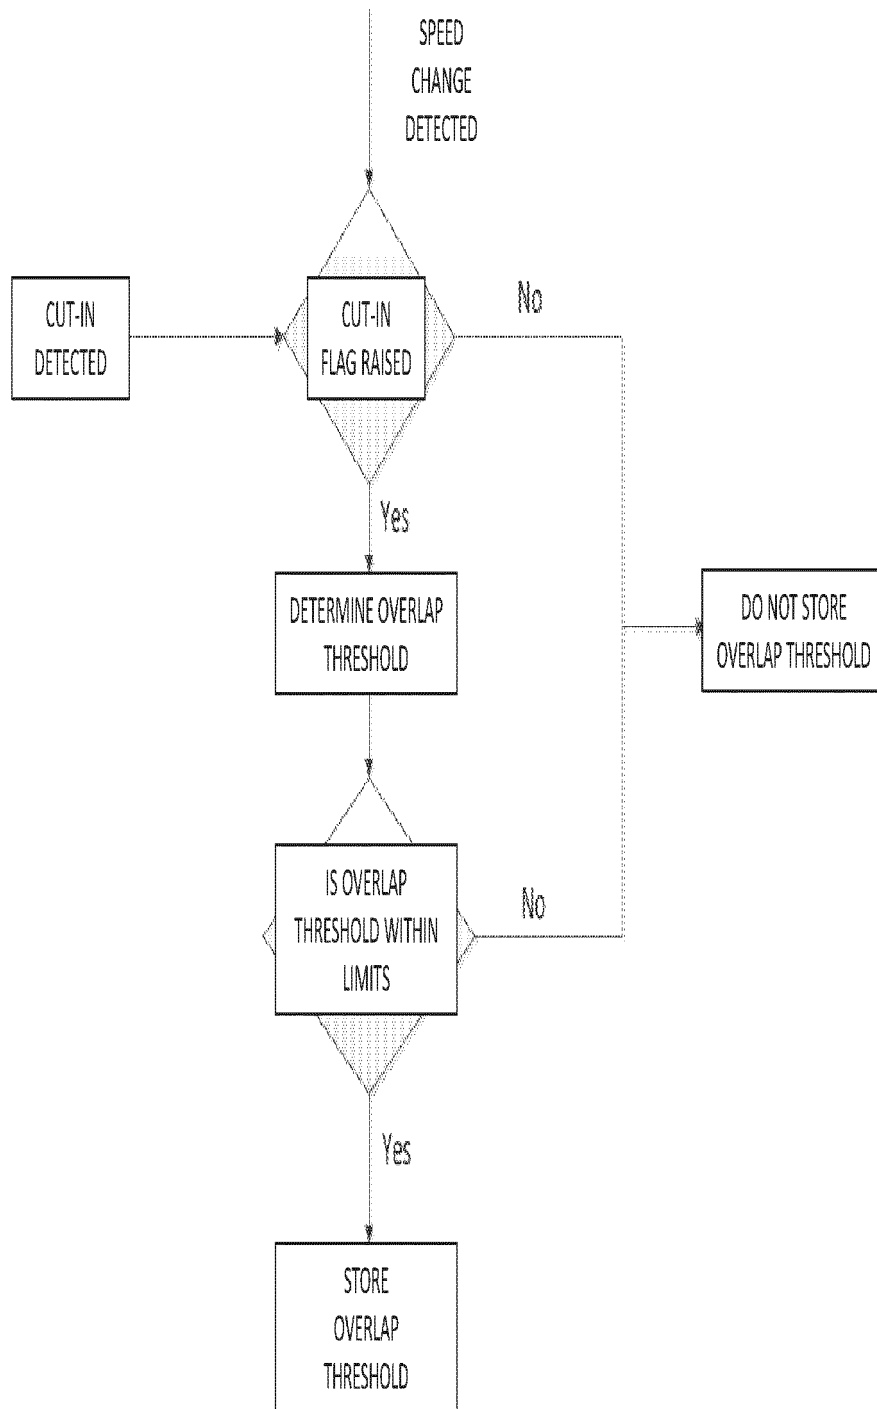 SPEED
CHANGE
DETECTED
CUT-IN
DETECTED
CUT-IN
FLAG RAISED
No
Yes
DETERMINE OVERLAP
THRESHOLD
DO NOT STORE
OVERLAP THRESHOLD
IS OVERLAP
THRESHOLD WITHIN
LIMITS
No
Yes
STORE
OVERLAP
THRESHOLD